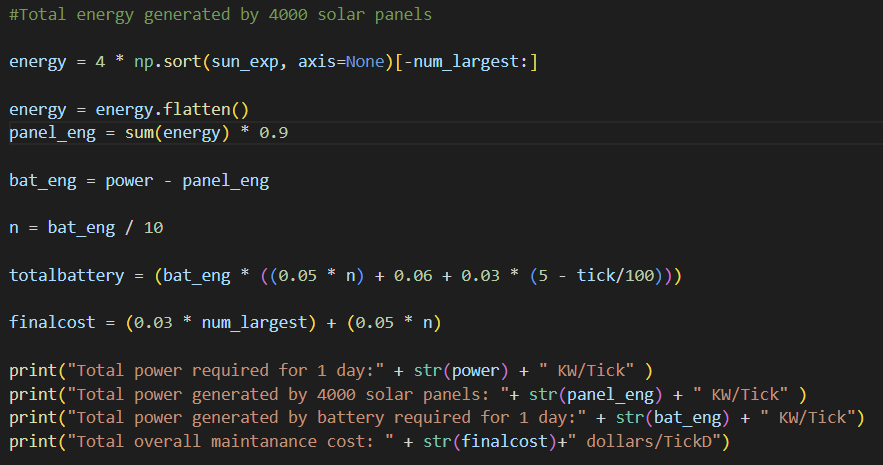 #Total energy generated by 4000 solar panels
energy = 4 * np.sort(sun_exp, axis=None)[-num_largest:]
energy = energy.flatten()
panel_eng = sum(energy) * 0.9
bat_eng = power - panel_eng
n = bat_eng / 10
totalbattery = (bat_eng * ((0.05 * n) + 0.06 + 0.03 * (5 - tick/100)))
finalcost = (0.03 * num_largest) + (0.05 * n)
print("Total power required for 1 day:" + str(power) + " KW/Tick" )
print("Total power generated by 4000 solar panels: "+ str(panel_eng) + " KW/Tick" )
print("Total power generated by battery required for 1 day:" + str(bat_eng) + " KW/Tick")
print("Total overall maintanance cost: " + str(finalcost)+" dollars/TickD")